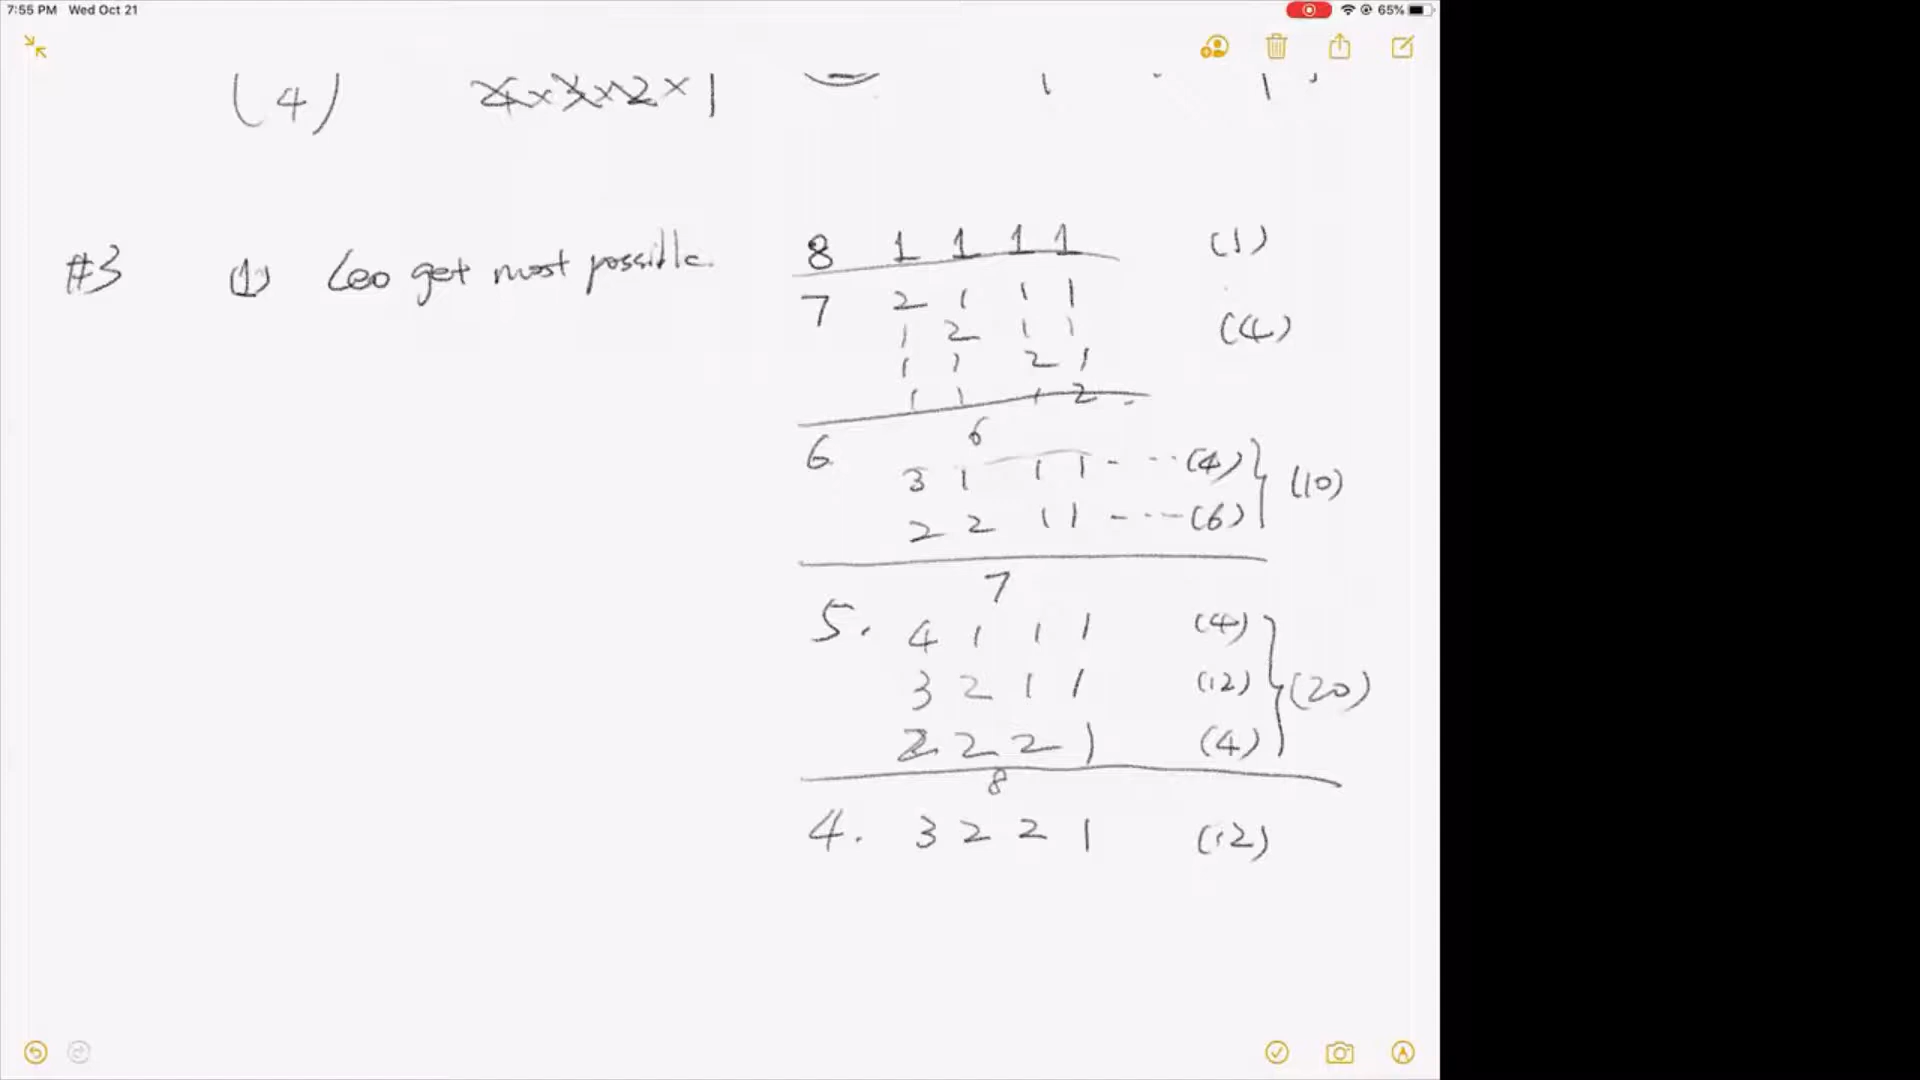 7:55 PM Wed Oct 21
65%
(4) 4×3×2×1
#3 (1) Leo get most possible.
8 1 1 1 1 (1)
7 2 1 1 1
1 2 1 1 (4)
1 1 2 1
1 1 1 2
6
6 3 1 1 1 - - - (4)
(10)
2 2 1 1 - - - (6)
7
5. 4 1 1 1 (4)
3 2 1 1 (12) (20)
2 2 2 1 (4)
8
4. 3 2 2 1 (12)